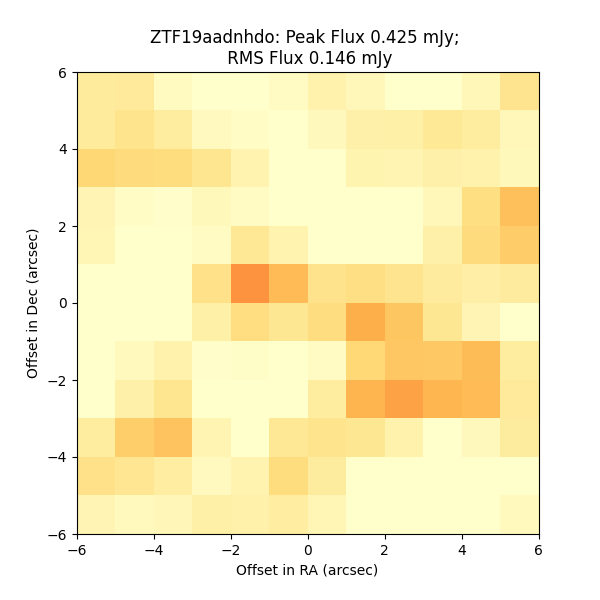 ZTF19aadnhdo: Peak Flux 0.425 mJy;
RMS Flux 0.146 mJy
6
4
2
0
−2
−4
−6
Offset in Dec (arcsec)
−6 −4 −2 0 2 4 6
Offset in RA (arcsec)